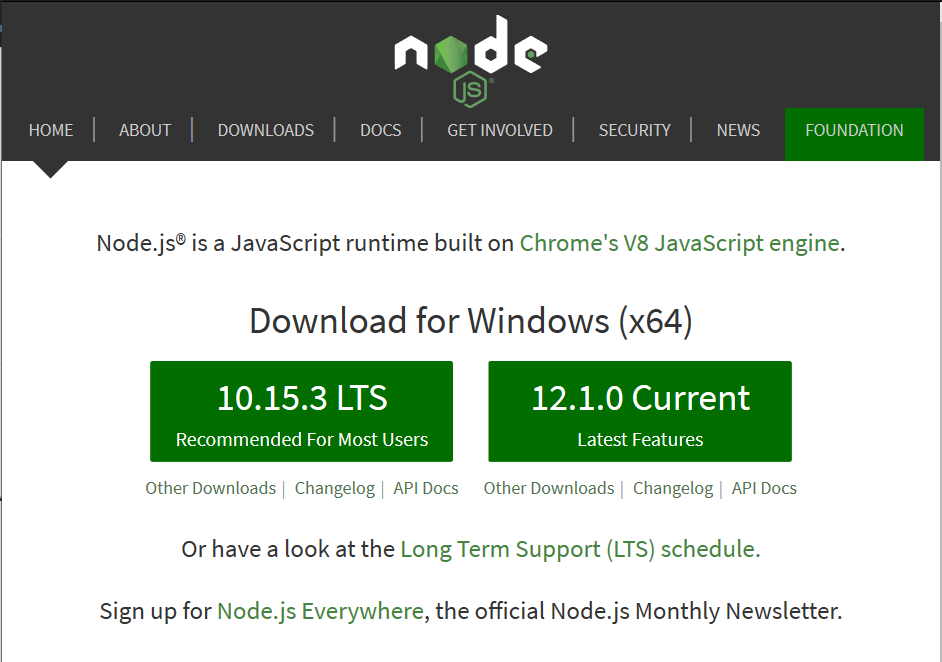 node
JS
HOME | ABOUT | DOWNLOADS | DOCS | GET INVOLVED | SECURITY | NEWS FOUNDATION
Node.js® is a JavaScript runtime built on Chrome's V8 JavaScript engine.
Download for Windows (x64)
10.15.3 LTS
Recommended For Most Users
12.1.0 Current
Latest Features
Other Downloads | Changelog | API Docs
Other Downloads | Changelog | API Docs
Or have a look at the Long Term Support (LTS) schedule.
Sign up for Node.js Everywhere, the official Node.js Monthly Newsletter.